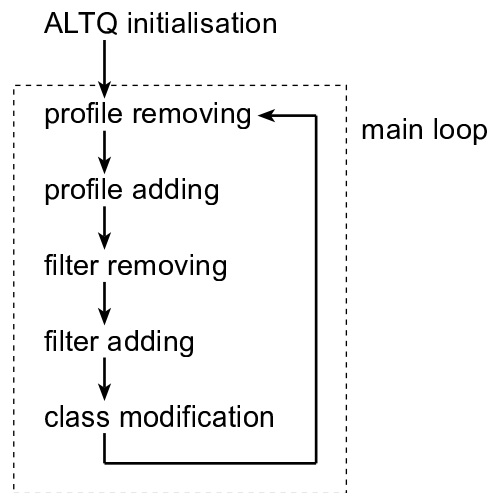 ALTQ initialisation
profile removing
main loop
profile adding
filter removing
filter adding
class modification